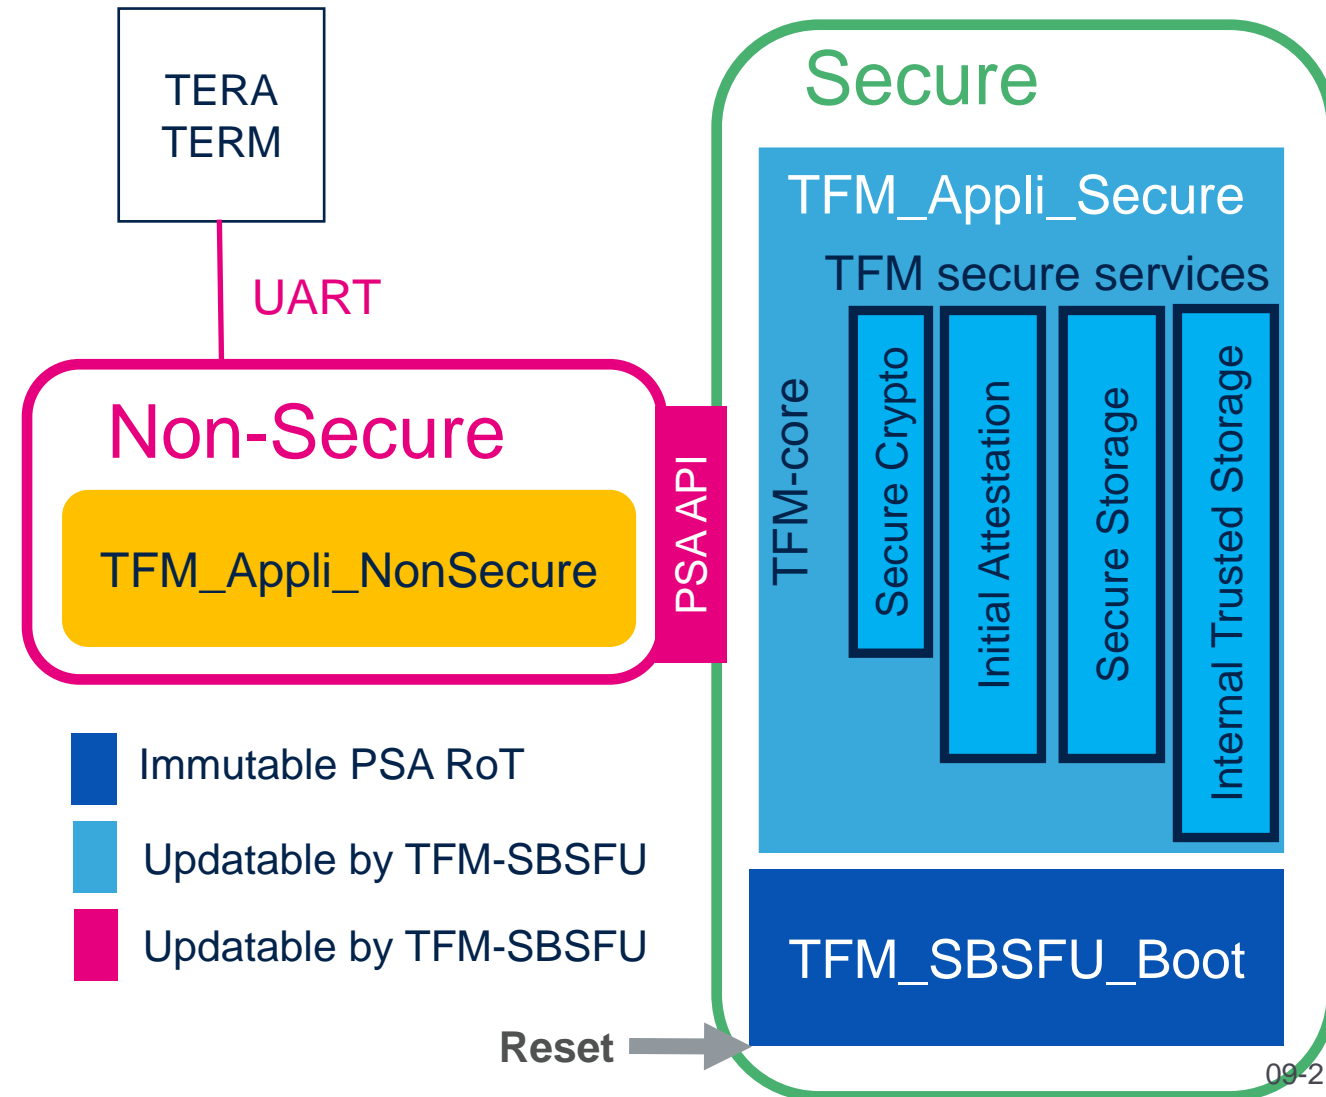 TERA
TERM
UART
Non-Secure
TFM_Appli_NonSecure
PSA API
Secure
TFM_Appli_Secure
TFM secure services
TFM-core
Secure Crypto
Initial Attestation
Secure Storage
Internal Trusted Storage
Immutable PSA RoT
Updatable by TFM-SBSFU
Updatable by TFM-SBSFU
TFM_SBSFU_Boot
Reset
09-2